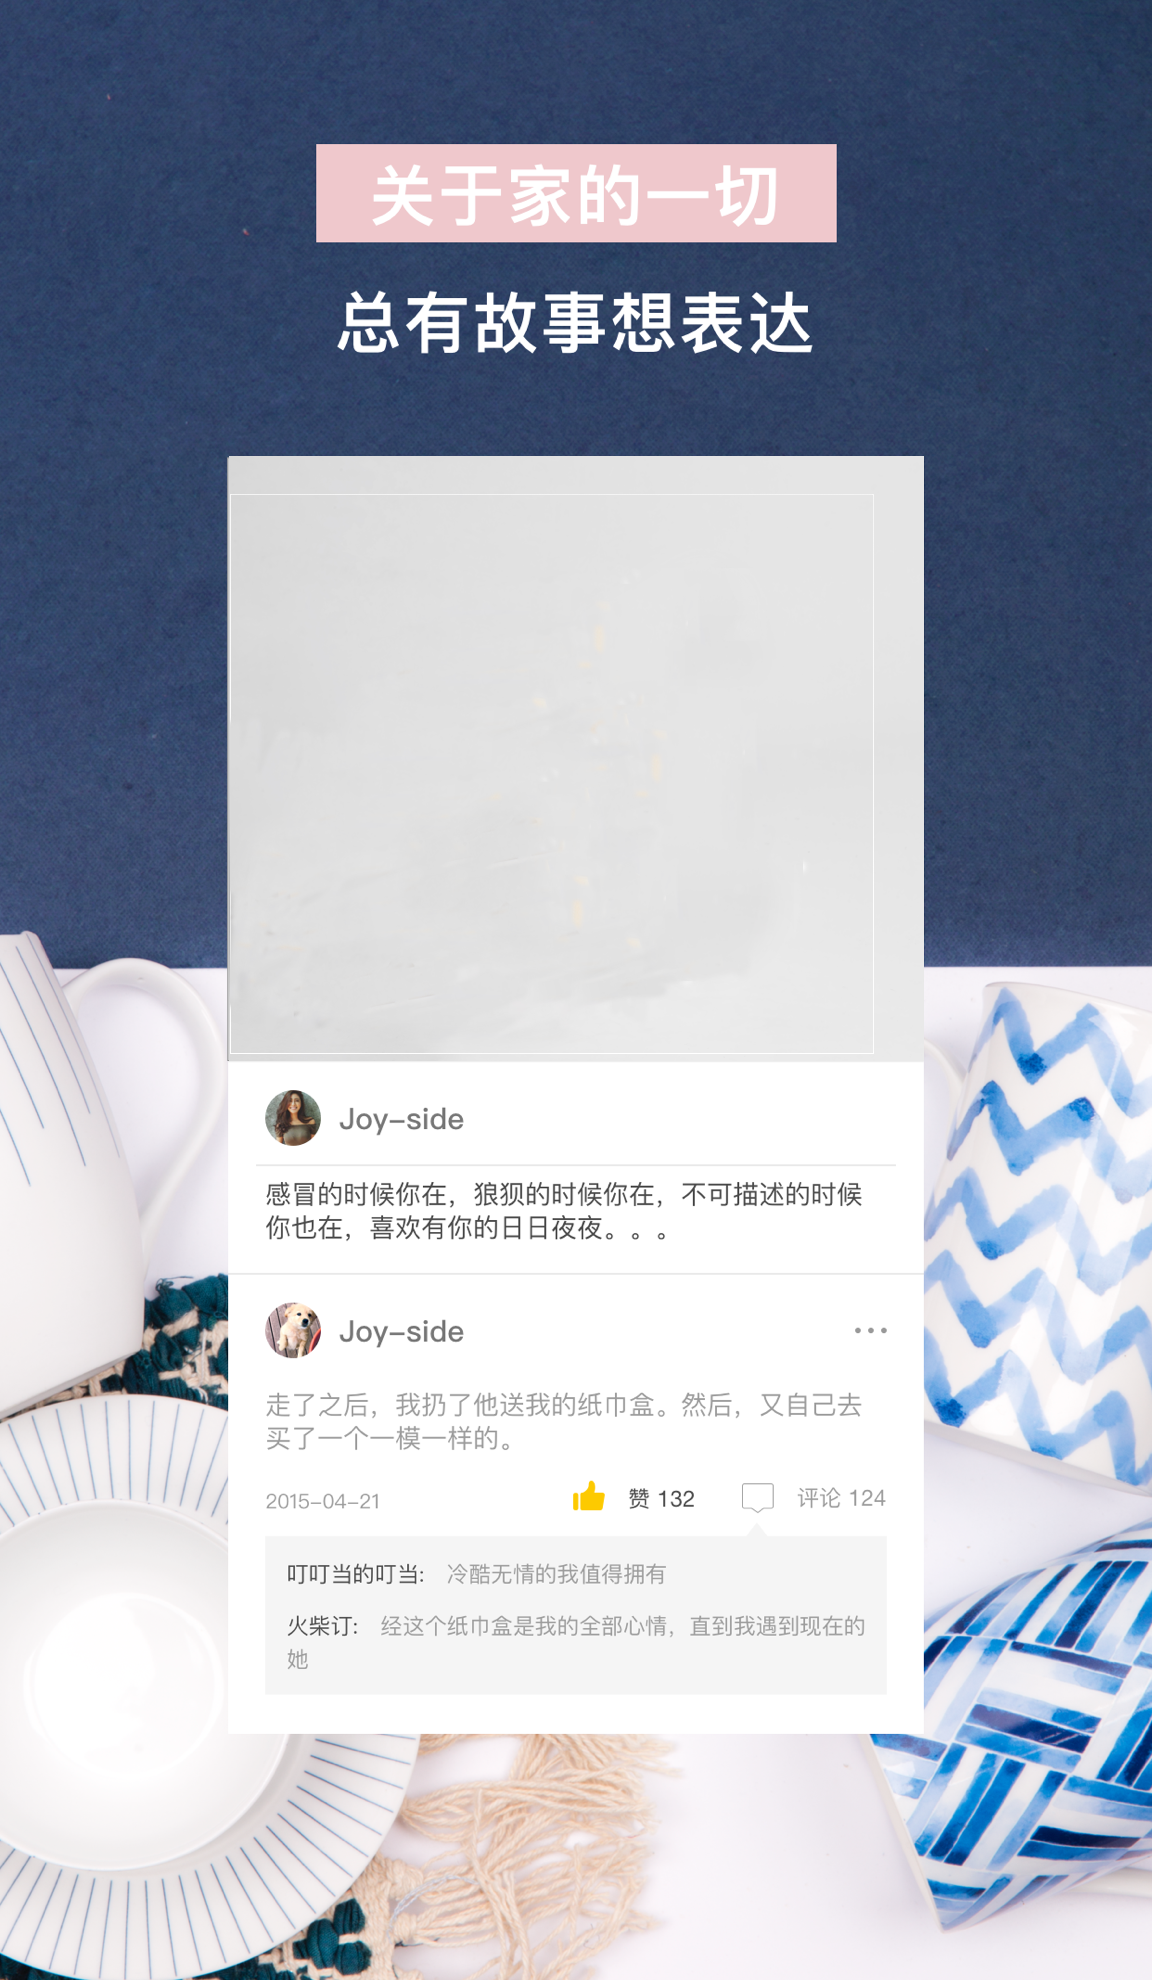 关于家的一切
总有故事想表达
Joy-side
感冒的时候你在，狼狈的时候你在，不可描述的时候
你也在，喜欢有你的日日夜夜。。。
Joy-side
走了之后，我扔了他送我的纸巾盒。然后，又自己去
买了一个一模一样的。
2015-04-21 赞 132 评论 124
叮叮当的叮当: 冷酷无情的我值得拥有
火柴订: 经这个纸巾盒是我的全部心情，直到我遇到现在的
她